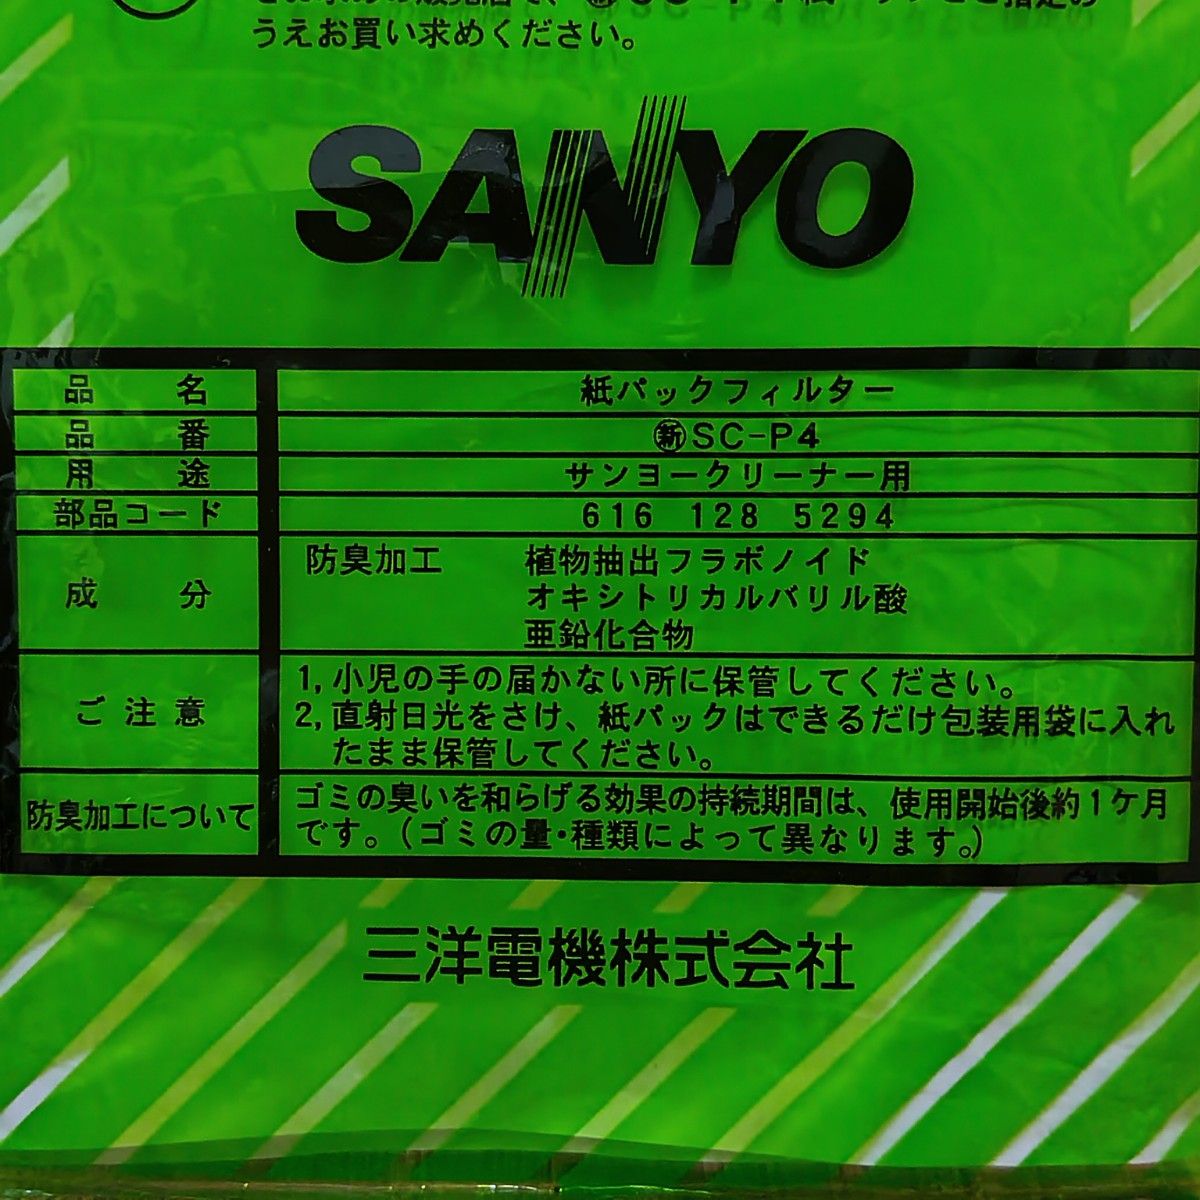 うえお買い求めください。
SANYO
品名 紙パックフィルター
品番 ㊟新SC-P4
用途 サンヨークリーナー用
部品コード 616 128 5294
成分 防臭加工 植物抽出フラボノイド
オキシトリカルバリル酸
亜鉛化合物
ご注意 1,小児の手の届かない所に保管してください。
2,直射日光をさけ、紙パックはできるだけ包装用袋に入れ
たまま保管してください。
防臭加工について ゴミの臭いを和らげる効果の持続期間は、使用開始後約1ケ月
です。(ゴミの量・種類によって異なります。)
三洋電機株式会社